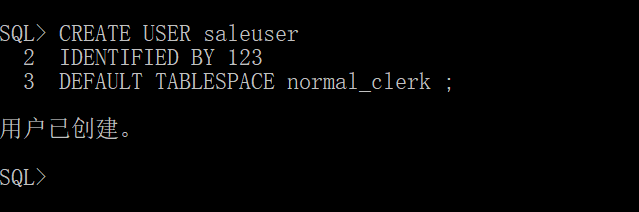 SQL> CREATE USER saleuser
  2  IDENTIFIED BY 123
  3  DEFAULT TABLESPACE normal_clerk ;
用户已创建。
SQL>